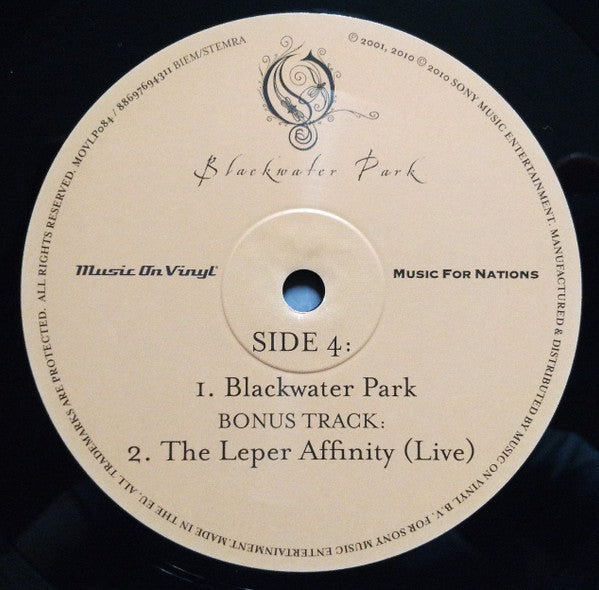 Blackwater Park
Music On Vinyl
MUSIC FOR NATIONS
SIDE 4:
1. Blackwater Park
BONUS TRACK:
2. The Leper Affinity (Live)
℗ 2001, 2010 © 2010 SONY MUSIC ENTERTAINMENT. MANUFACTURED & DISTRIBUTED BY MUSIC ON VINYL B.V. FOR SONY MUSIC ENTERTAINMENT. MADE IN THE EU. ALL TRADEMARKS ARE PROTECTED. ALL RIGHTS RESERVED. MOVLP084 / 88697694311 BIEM/STEMRA